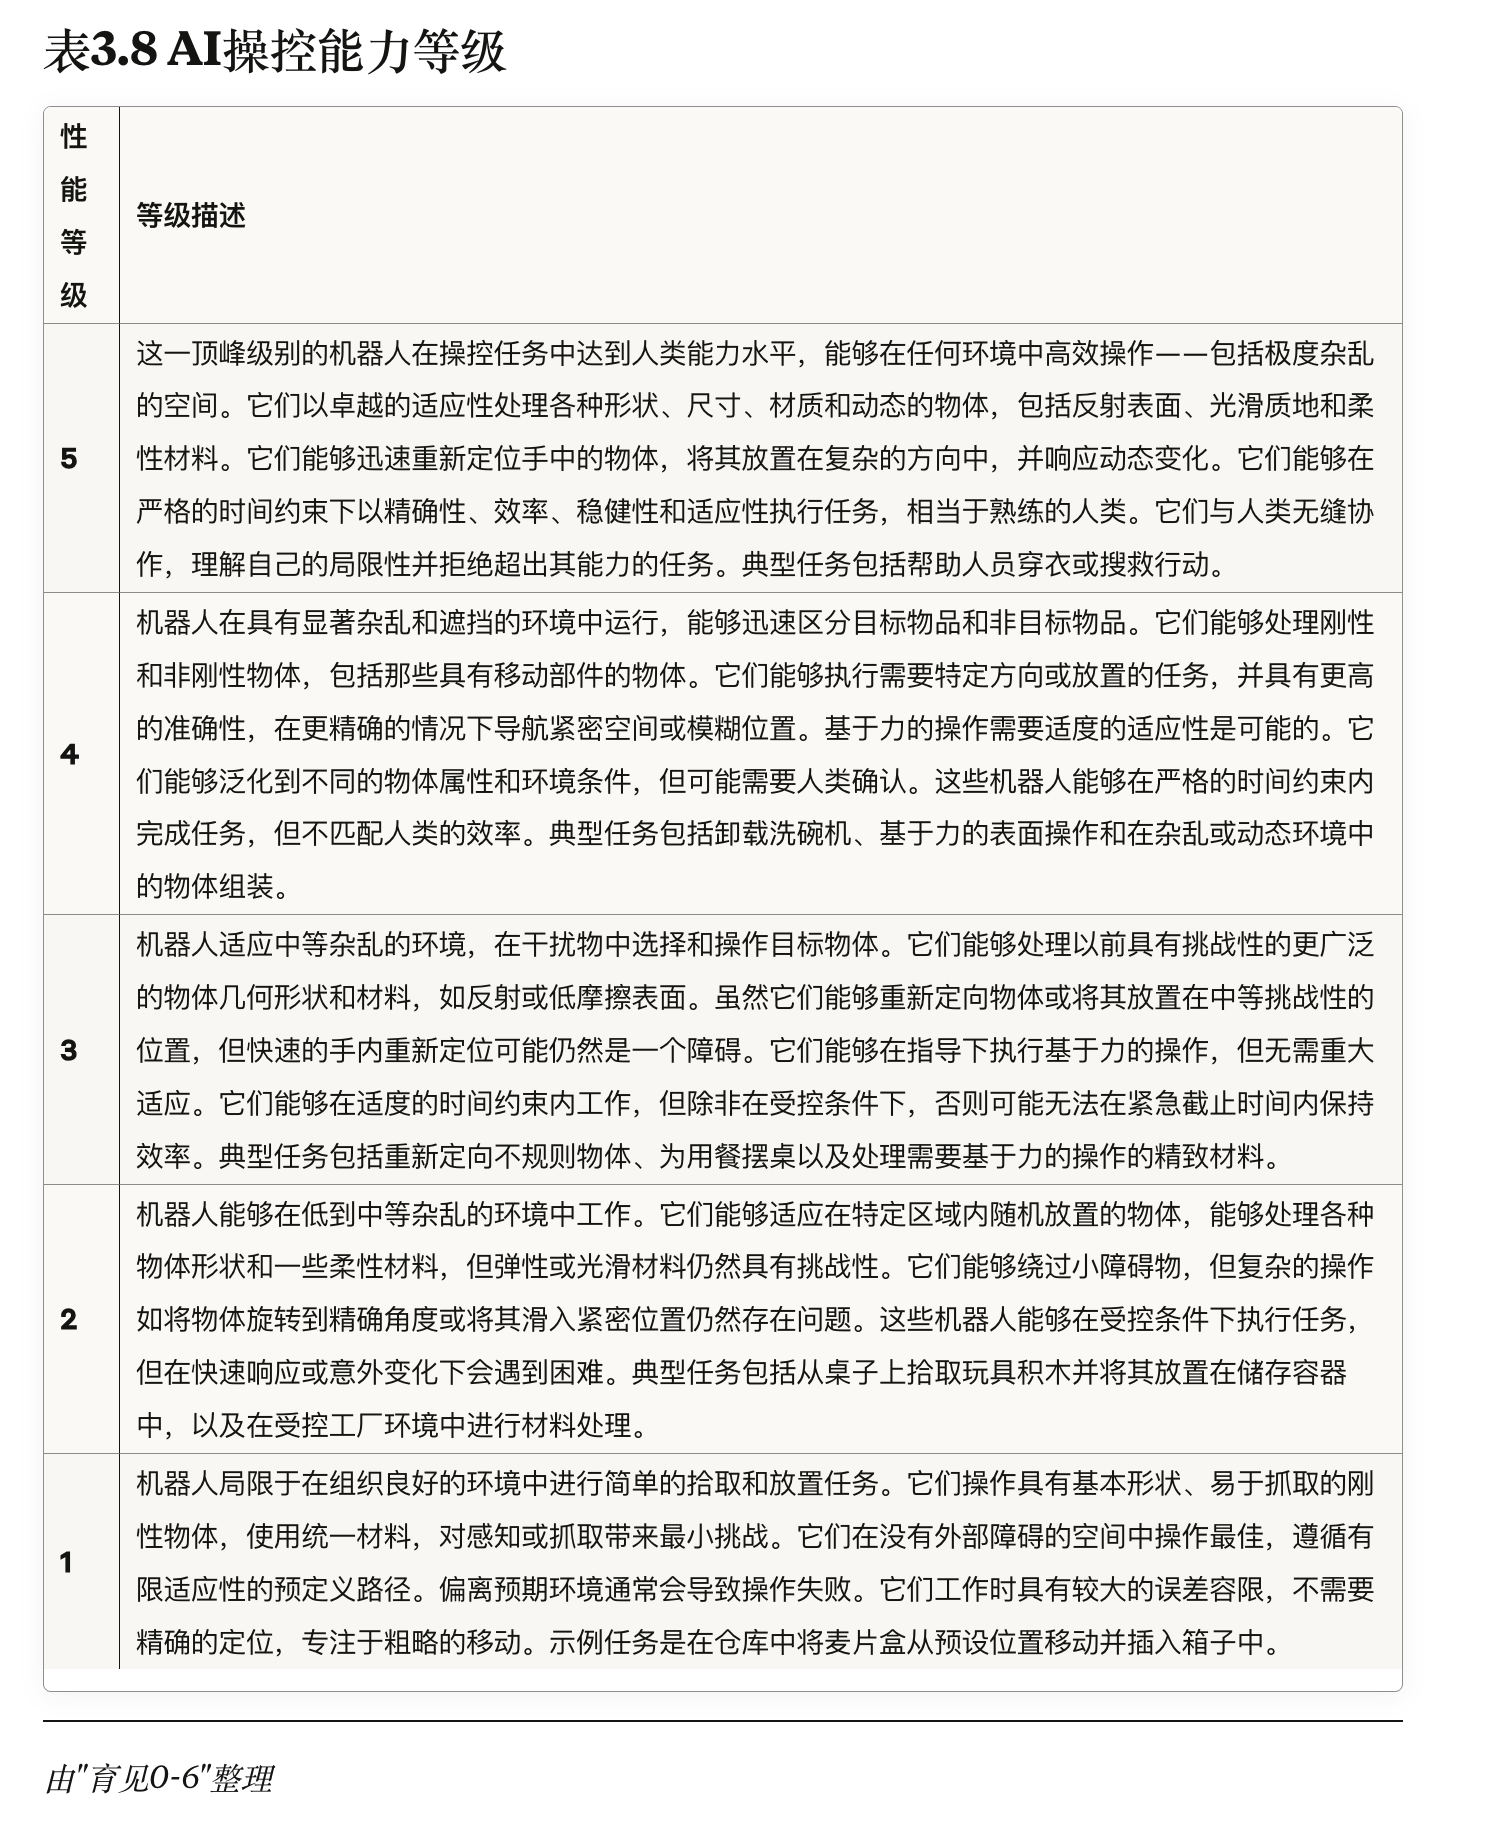 表3.8 AI操控能力等级
性
能
等
级
等级描述
5
这一顶峰级别的机器人在操控任务中达到人类能力水平，能够在任何环境中高效操作——包括极度杂乱
的空间。它们以卓越的适应性处理各种形状、尺寸、材质和动态的物体，包括反射表面、光滑质地和柔
性材料。它们能够迅速重新定位手中的物体，将其放置在复杂的方向中，并响应动态变化。它们能够在
严格的时间约束下以精确性、效率、稳健性和适应性执行任务，相当于熟练的人类。它们与人类无缝协
作，理解自己的局限性并拒绝超出其能力的任务。典型任务包括帮助人员穿衣或搜救行动。
4
机器人在具有显著杂乱和遮挡的环境中运行，能够迅速区分目标物品和非目标物品。它们能够处理刚性
和非刚性物体，包括那些具有移动部件的物体。它们能够执行需要特定方向或放置的任务，并具有更高
的准确性，在更精确的情况下导航紧密空间或模糊位置。基于力的操作需要适度的适应性是可能的。它
们能够泛化到不同的物体属性和环境条件，但可能需要人类确认。这些机器人能够在严格的时间约束内
完成任务，但不匹配人类的效率。典型任务包括卸载洗碗机、基于力的表面操作和在杂乱或动态环境中
的物体组装。
3
机器人适应中等杂乱的环境，在干扰物中选择和操作目标物体。它们能够处理以前具有挑战性的更广泛
的物体几何形状和材料，如反射或低摩擦表面。虽然它们能够重新定向物体或将其放置在中等挑战性的
位置，但快速的手内重新定位可能仍然是一个障碍。它们能够在指导下执行基于力的操作，但无需重大
适应。它们能够在适度的时间约束内工作，但除非在受控条件下，否则可能无法在紧急截止时间内保持
效率。典型任务包括重新定向不规则物体、为用餐摆桌以及处理需要基于力的操作的精致材料。
2
机器人能够在低到中等杂乱的环境中工作。它们能够适应在特定区域内随机放置的物体，能够处理各种
物体形状和一些柔性材料，但弹性或光滑材料仍然具有挑战性。它们能够绕过小障碍物，但复杂的操作
如将物体旋转到精确角度或将其滑入紧密位置仍然存在问题。这些机器人能够在受控条件下执行任务，
但在快速响应或意外变化下会遇到困难。典型任务包括从桌子上拾取玩具积木并将其放置在储存容器
中，以及在受控工厂环境中进行材料处理。
1
机器人局限于在组织良好的环境中进行简单的拾取和放置任务。它们操作具有基本形状、易于抓取的刚
性物体，使用统一材料，对感知或抓取带来最小挑战。它们在没有外部障碍的空间中操作最佳，遵循有
限适应性的预定义路径。偏离预期环境通常会导致操作失败。它们工作时具有较大的误差容限，不需要
精确的定位，专注于粗略的移动。示例任务是在仓库中将麦片盒从预设位置移动并插入箱子中。
由"育见0-6"整理